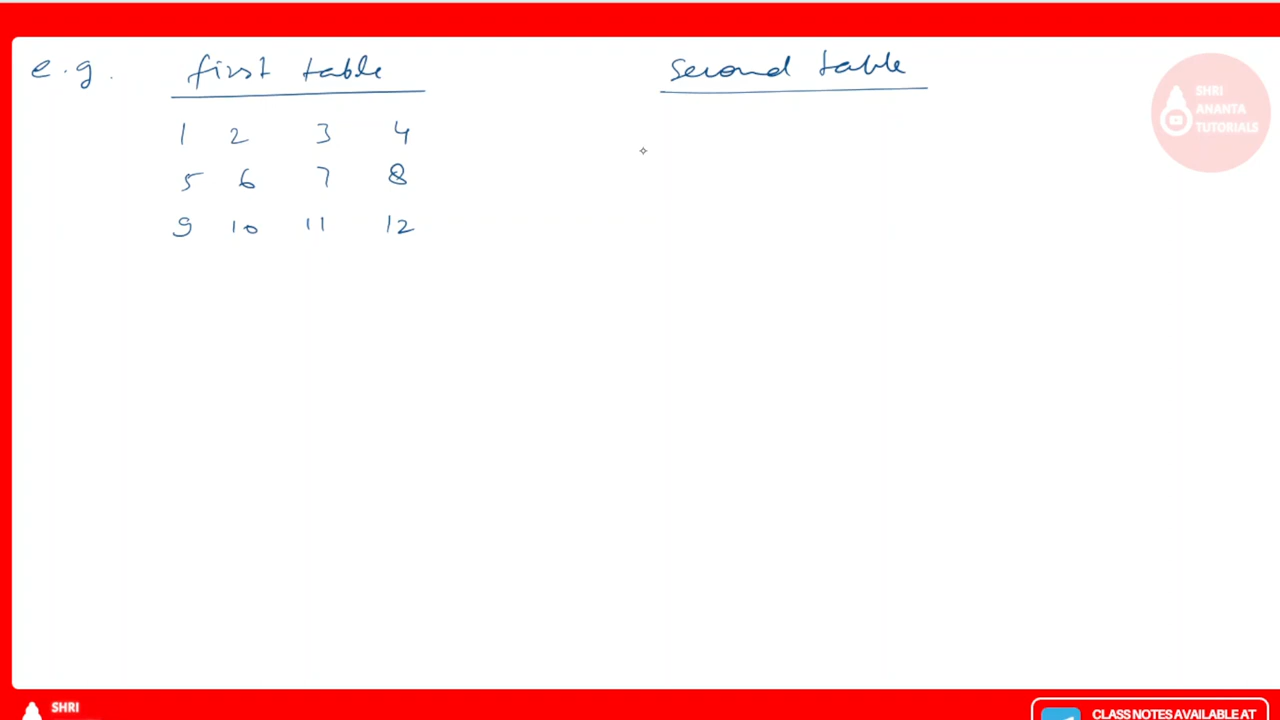 e.g. first table second table
1 2 3 4
5 6 7 8
9 10 11 12
SHRI
ANANTA
TUTORIALS
SHRI
CLASS NOTES AVAILABLE AT